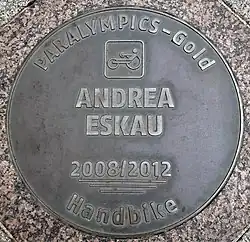 PARALYMPICS-Gold
ANDREA
ESKAU
2008/2012
Handbike